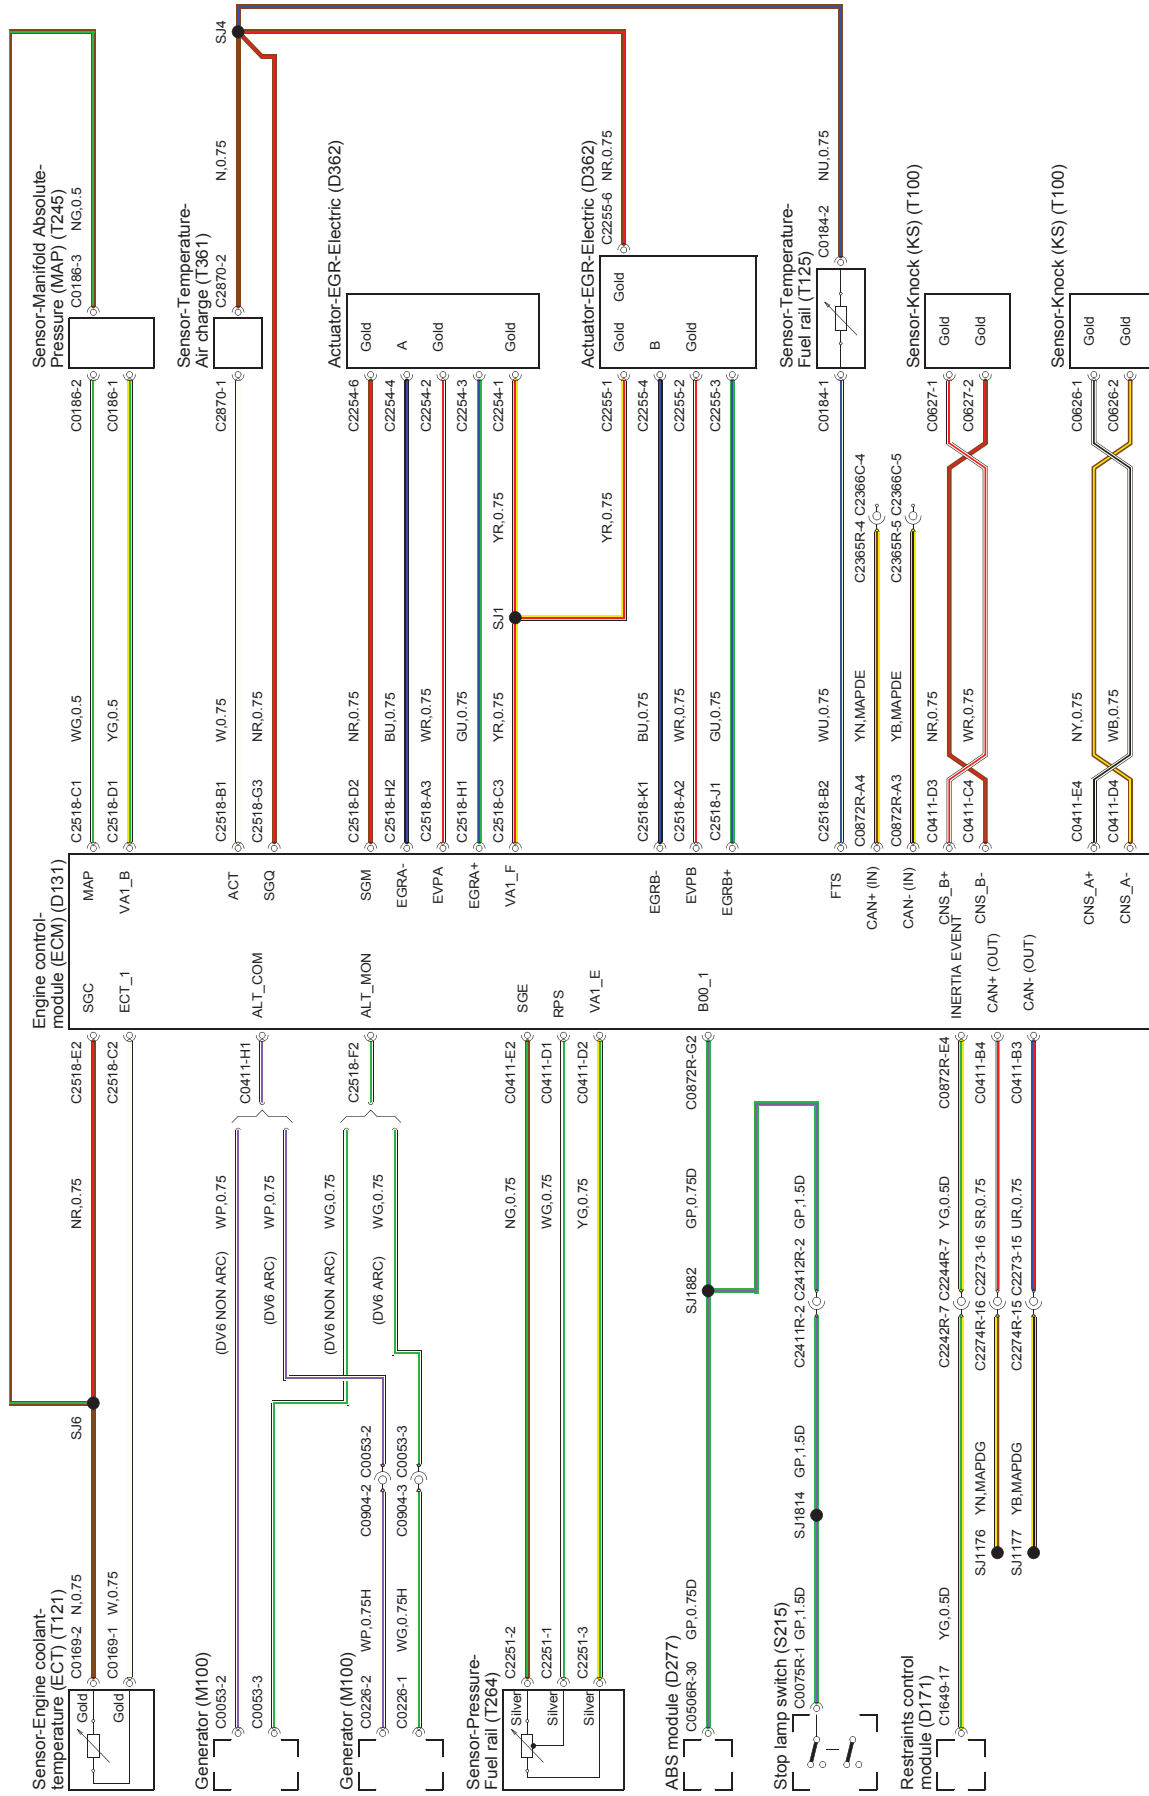 Sensor-Engine coolant-
temperature (ECT) (T121)
C0169-2 N,0.75
C0169-1 W,0.75
Gold
Gold
SJ6
NR,0.75
C2518-E2
C2518-C2
Generator (M100)
C0053-2
C0053-3
(DV6 NON ARC) WP,0.75
(DV6 ARC) WP,0.75
(DV6 NON ARC) WG,0.75
(DV6 ARC) WG,0.75
C0411-H1
C2518-F2
Generator (M100)
C0226-2 WP,0.75H C0904-2 C0053-2
C0226-1 WG,0.75H C0904-3 C0053-3
Sensor-Pressure-
Fuel rail (T264)
Silver
Silver
Silver
C2251-2 NG,0.75 C0411-E2
C2251-1 WG,0.75 C0411-D1
C2251-3 YG,0.75 C0411-D2
ABS module (D277)
C0506R-30 GP,0.75D
SJ1882
GP,0.75D C0872R-G2
Stop lamp switch (S215)
C0075R-1 GP,1.5D
SJ1814
GP,1.5D
C2411R-2 C2412R-2 GP,1.5D
Restraints control
module (D171)
C1649-17 YG,0.5D C2242R-7 C2244R-7 YG,0.5D C0872R-E4
SJ1176 YN,MAPDG C2274R-16 C2273-16 SR,0.75 C0411-B4
SJ1177 YB,MAPDG C2274R-15 C2273-15 UR,0.75 C0411-B3
Engine control-
module (ECM) (D131)
SGC
ECT_1
ALT_COM
ALT_MON
SGE
RPS
VA1_E
B00_1
INERTIA EVENT
CAN+ (OUT)
CAN- (OUT)
MAP
VA1_B
ACT
SGQ
SGM
EGRA-
EVPA
EGRA+
VA1_F
EGRB-
EVPB
EGRB+
FTS
CAN+ (IN)
CAN- (IN)
CNS_B+
CNS_B-
CNS_A+
CNS_A-
Sensor-Manifold Absolute-
Pressure (MAP) (T245)
C2518-C1 WG,0.5 C0186-2
C2518-D1 YG,0.5 C0186-1
C0186-3 NG,0.5
Sensor-Temperature-
Air charge (T361)
C2518-B1 W,0.75 C2870-1
C2518-G3 NR,0.75
C2870-2 N,0.75
SJ4
Actuator-EGR-Electric (D362)
C2518-D2 NR,0.75 C2254-6 Gold
C2518-H2 BU,0.75 C2254-4 A
C2518-A3 WR,0.75 C2254-2 Gold
C2518-H1 GU,0.75 C2254-3
C2518-C3 YR,0.75 SJ1 YR,0.75 C2254-1 Gold
Actuator-EGR-Electric (D362)
YR,0.75 C2255-1 Gold Gold
C2255-6 NR,0.75
C2518-K1 BU,0.75 C2255-4 B
C2518-A2 WR,0.75 C2255-2 Gold
C2518-J1 GU,0.75 C2255-3
Sensor-Temperature-
Fuel rail (T125)
C2518-B2 WU,0.75 C0184-1
C0184-2 NU,0.75
C0872R-A4 YN,MAPDE C2365R-4 C2366C-4
C0872R-A3 YB,MAPDE C2365R-5 C2366C-5
Sensor-Knock (KS) (T100)
C0411-D3 NR,0.75 C0627-1 Gold
C0411-C4 WR,0.75 C0627-2 Gold
Sensor-Knock (KS) (T100)
C0411-E4 NY,0.75 C0626-1 Gold
C0411-D4 WB,0.75 C0626-2 Gold